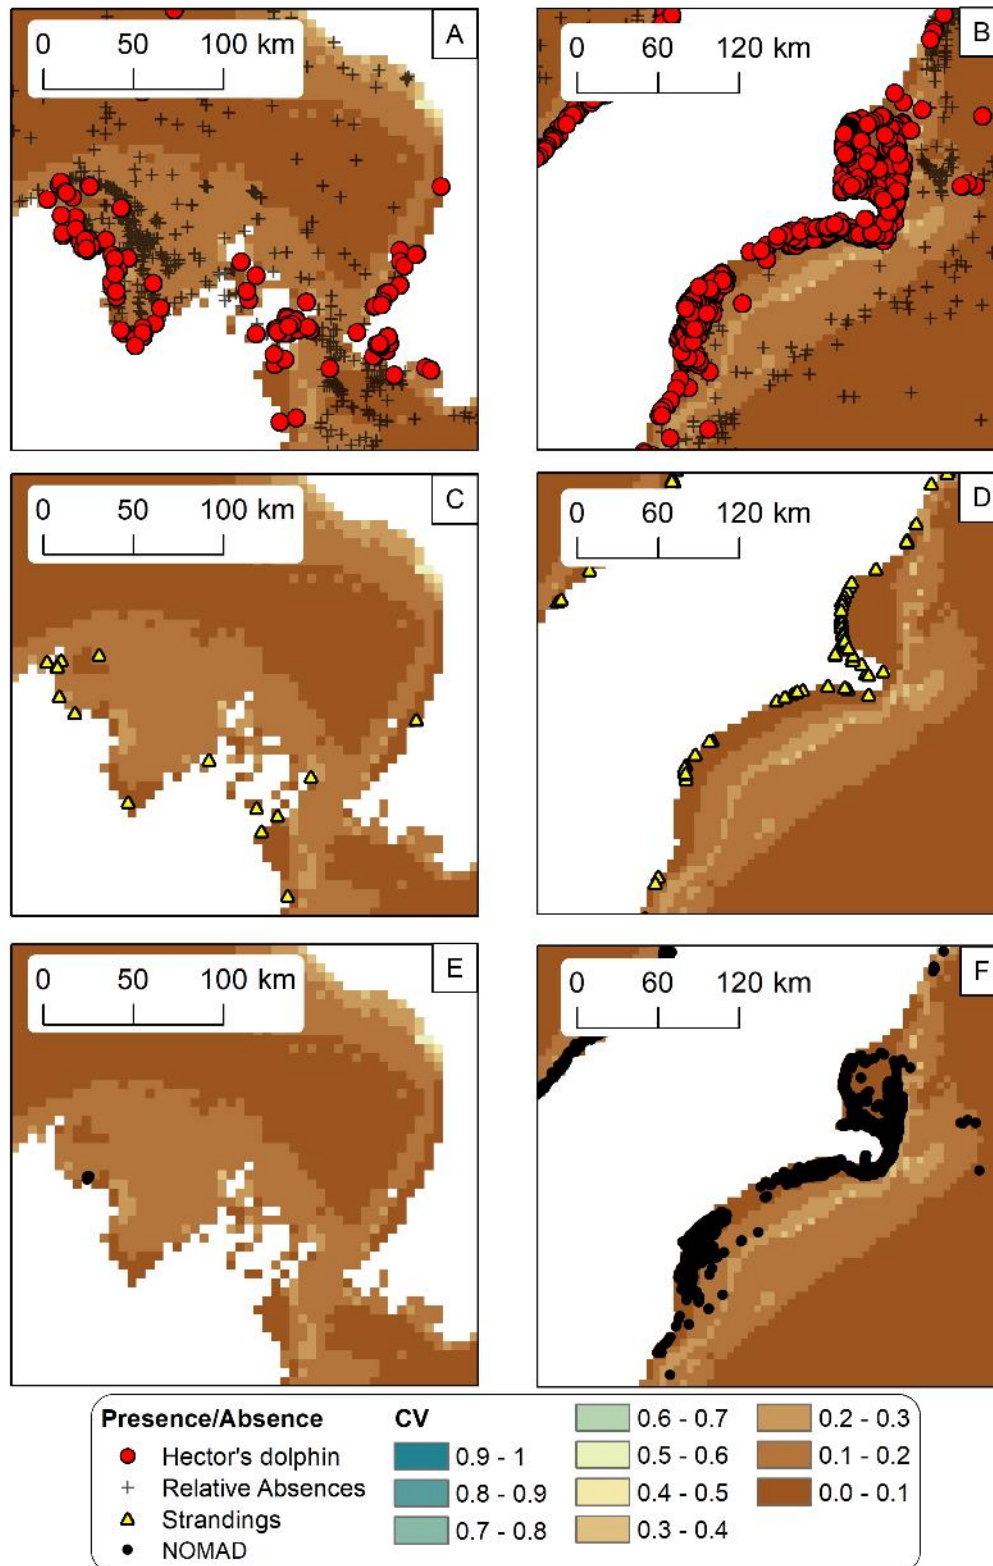 0 50 100 km A
0 60 120 km B
0 50 100 km C
0 60 120 km D
0 50 100 km E
0 60 120 km F
Presence/Absence
Hector's dolphin
Relative Absences
Strandings
NOMAD
CV
0.9 - 1
0.8 - 0.9
0.7 - 0.8
0.6 - 0.7
0.5 - 0.6
0.4 - 0.5
0.3 - 0.4
0.2 - 0.3
0.1 - 0.2
0.0 - 0.1